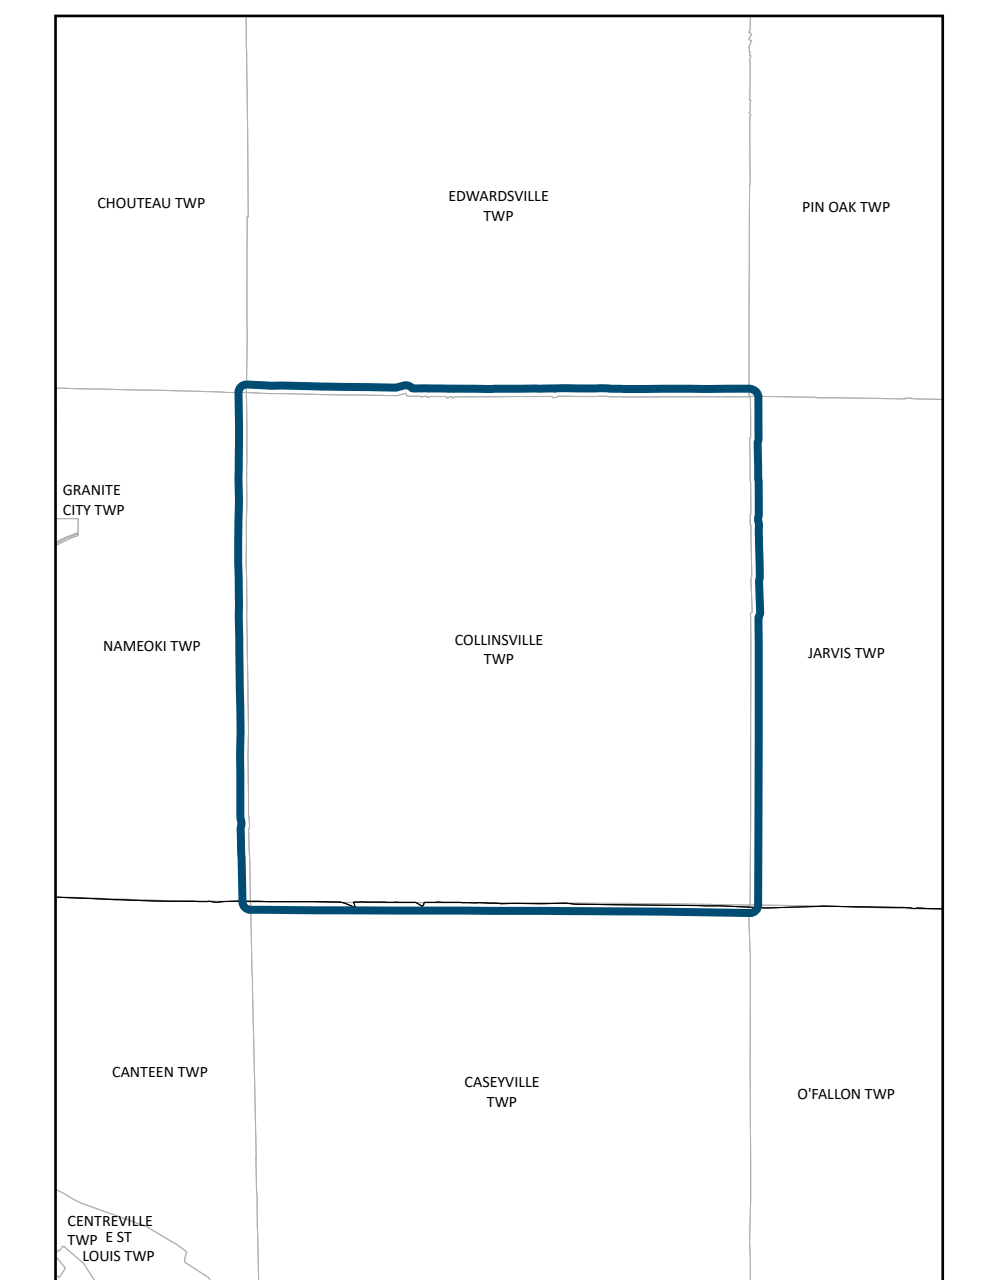 CHOUTEAU TWP
EDWARDSVILLE
TWP
PIN OAK TWP
GRANITE
CITY TWP
NAMEOKI TWP
COLLINSVILLE
TWP
JARVIS TWP
CANTEEN TWP
CASEYVILLE
TWP
O'FALLON TWP
CENTREVILLE
TWP
E ST
LOUIS TWP